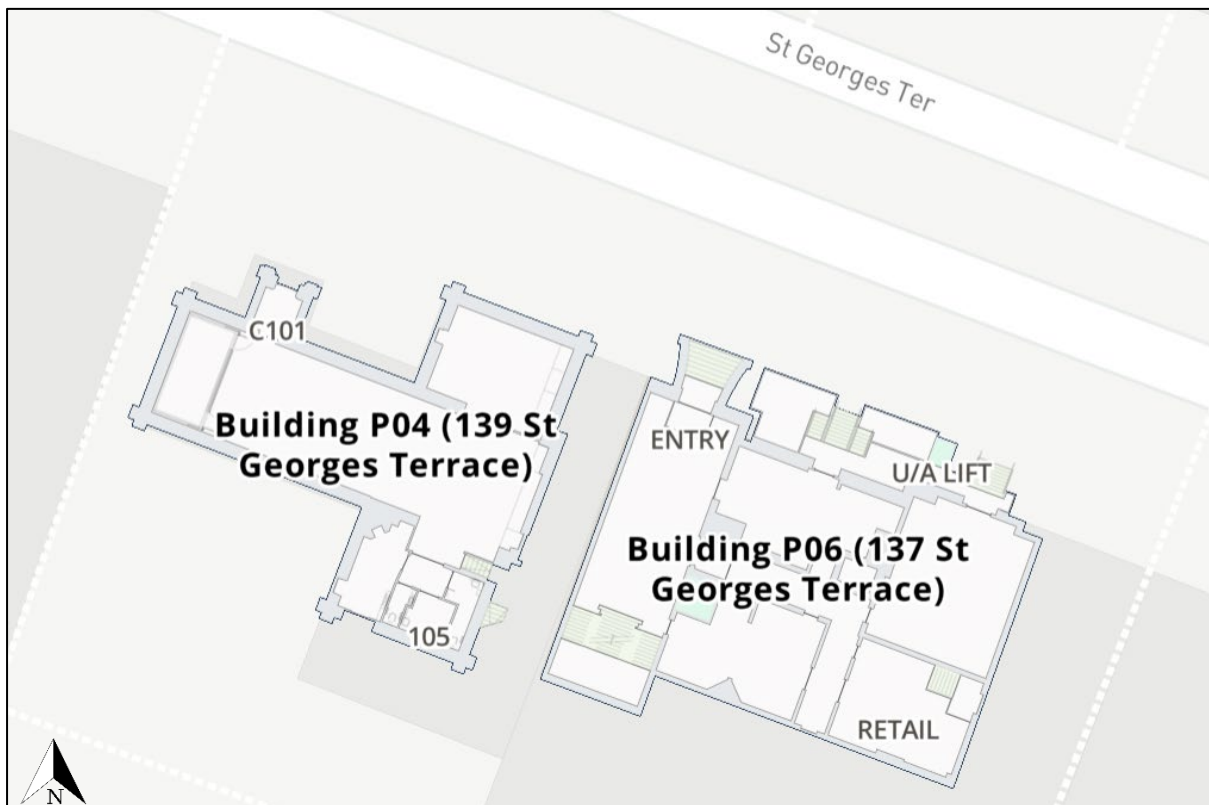 St Georges Ter
C101
Building P04 (139 St
Georges Terrace)
ENTRY
U/A LIFT
Building P06 (137 St
Georges Terrace)
105
RETAIL
N